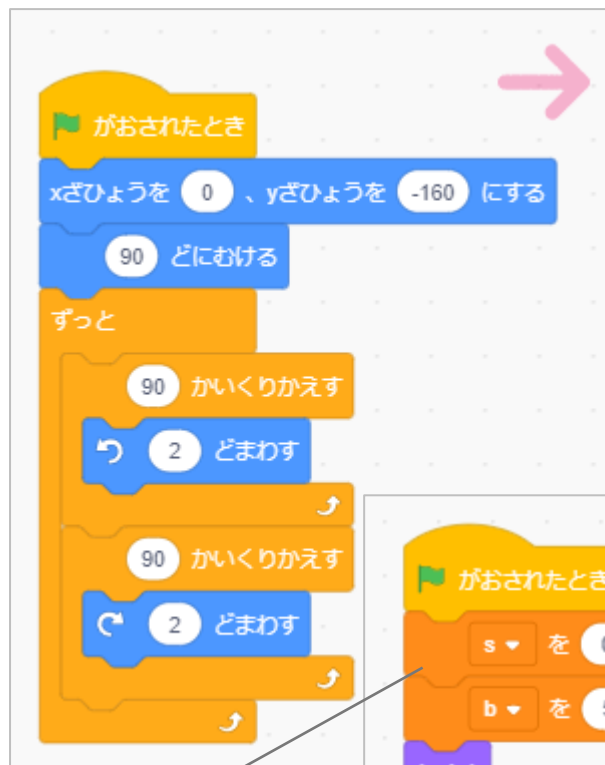 がおされたとき
xざひょうを 0 、yざひょうを -160 にする
90 どにむける
ずっと
90 かいくりかえす
2 どまわす
90 かいくりかえす
2 どまわす
がおされたとき
s を
b を